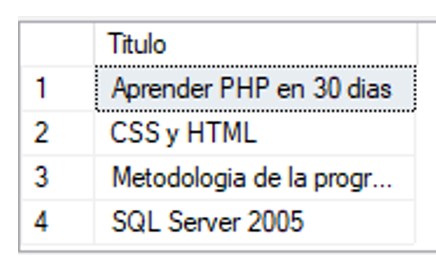 Titulo
1 Aprender PHP en 30 dias
2 CSS y HTML
3 Metodologia de la progr...
4 SQL Server 2005